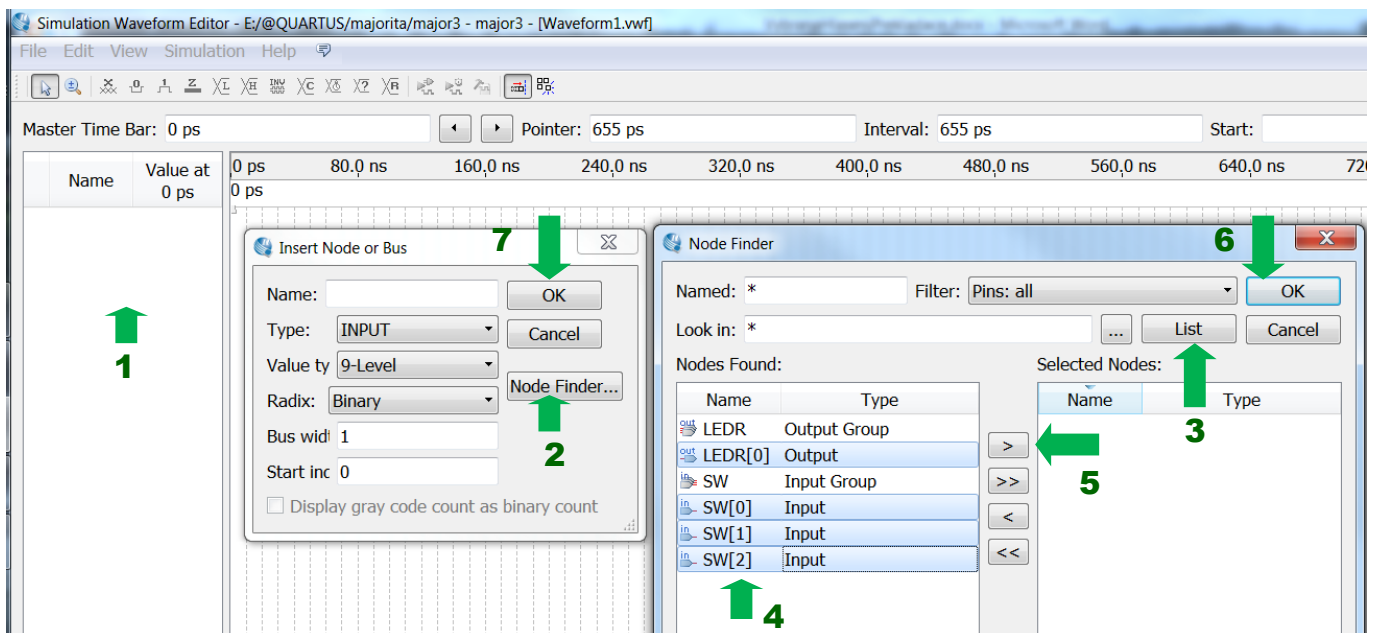 Simulation Waveform Editor - E:/@QUARTUS/majorita/major3 - major3 - [Waveform1.vwf]
File Edit View Simulation Help
Master Time Bar: 0 ps Pointer: 655 ps Interval: 655 ps Start:
Name Value at 0 ps
0 ps 80.0 ns 160.0 ns 240.0 ns 320.0 ns 400.0 ns 480.0 ns 560.0 ns 640.0 ns 720
0 ps
1
Insert Node or Bus
7
Name:
OK
Type: INPUT
Cancel
Value ty 9-Level
Node Finder...
Radix: Binary
2
Bus widt 1
Start inc 0
Display gray code count as binary count
Node Finder
6
Named: * Filter: Pins: all OK
Look in: * ... List Cancel
3
Nodes Found: Selected Nodes:
Name Type Name Type
LEDR Output Group
LEDR[0] Output
SW Input Group
SW[0] Input
SW[1] Input
SW[2] Input
4
>
>>
<
<<
5